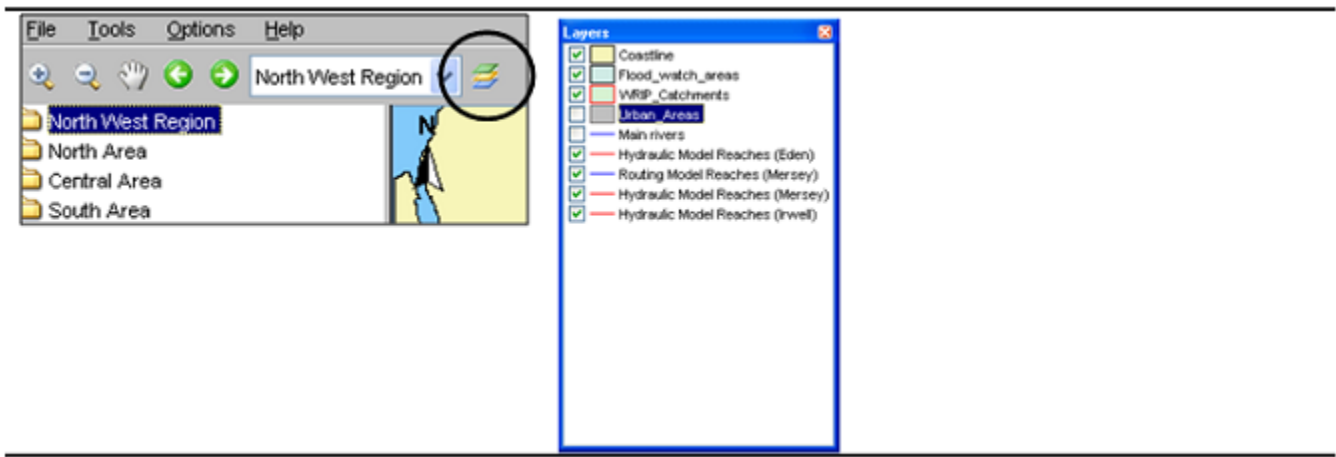 File Tools Options Help
North West Region
North West Region
North Area
Central Area
South Area
N
Layers
Coastline
Flood_watch_areas
WRIP_Catchments
Urban_Areas
Main rivers
Hydraulic Model Reaches (Eden)
Routing Model Reaches (Mersey)
Hydraulic Model Reaches (Mersey)
Hydraulic Model Reaches (Irwell)